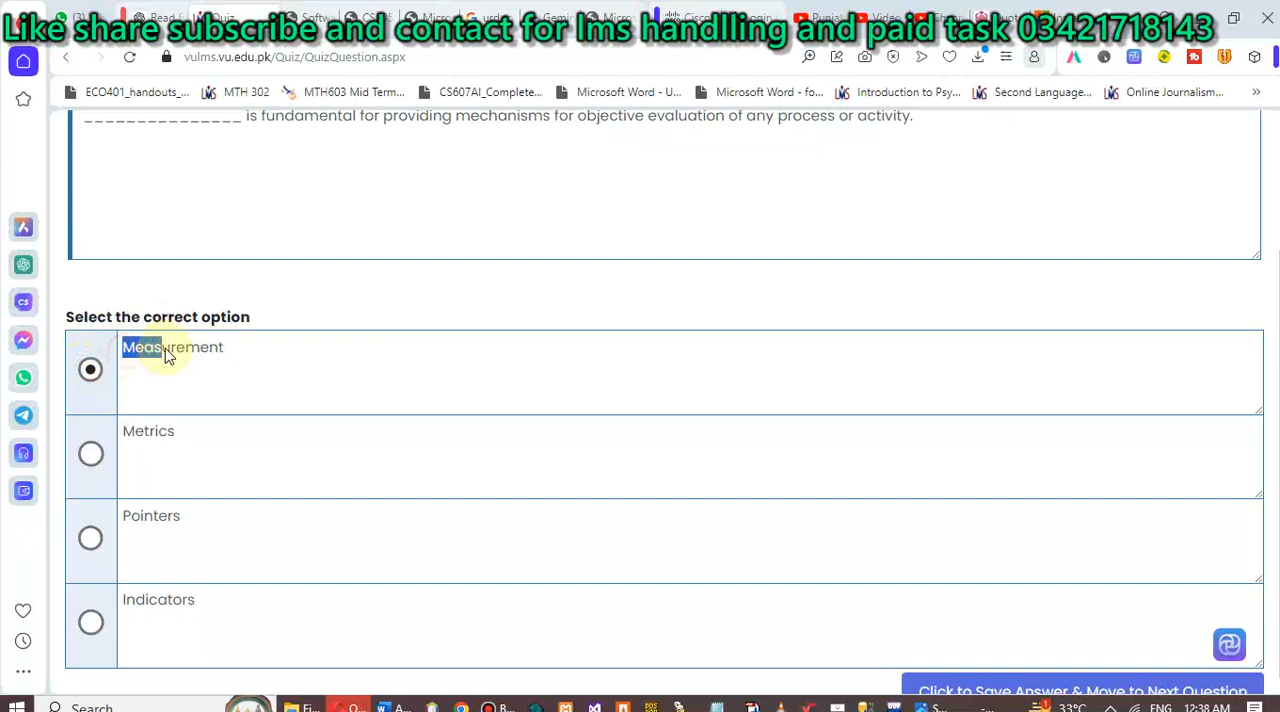 Like share subscribe and contact for lms handlling and paid task 03421718143
vulms.vu.edu.pk/Quiz/QuizQuestion.aspx
ECO401_handouts_...
MTH 302
MTH603 Mid Term...
CS607AI_Complete...
Microsoft Word - U...
Microsoft Word - fo...
Introduction to Psy...
Second Language...
Online Journalism...
_ _ _ _ _ _ _ _ _ _ _ _ _ _ _ is fundamental for providing mechanisms for objective evaluation of any process or activity.
Select the correct option
Measurement
Metrics
Pointers
Indicators
Click to Save Answer & Move to Next Question
Search
33°C
ENG
12:38 AM